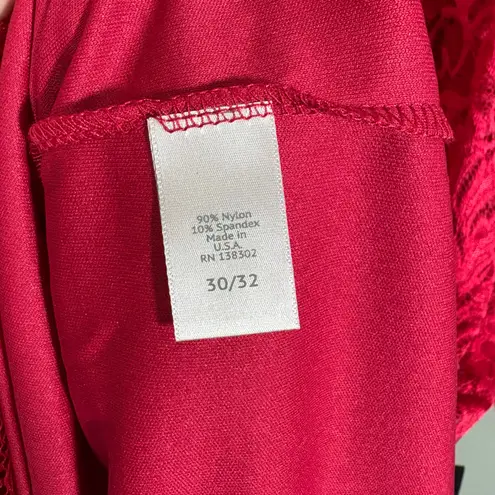 90% Nylon
10% Spandex
Made in
U.S.A.
RN 138302
30/32